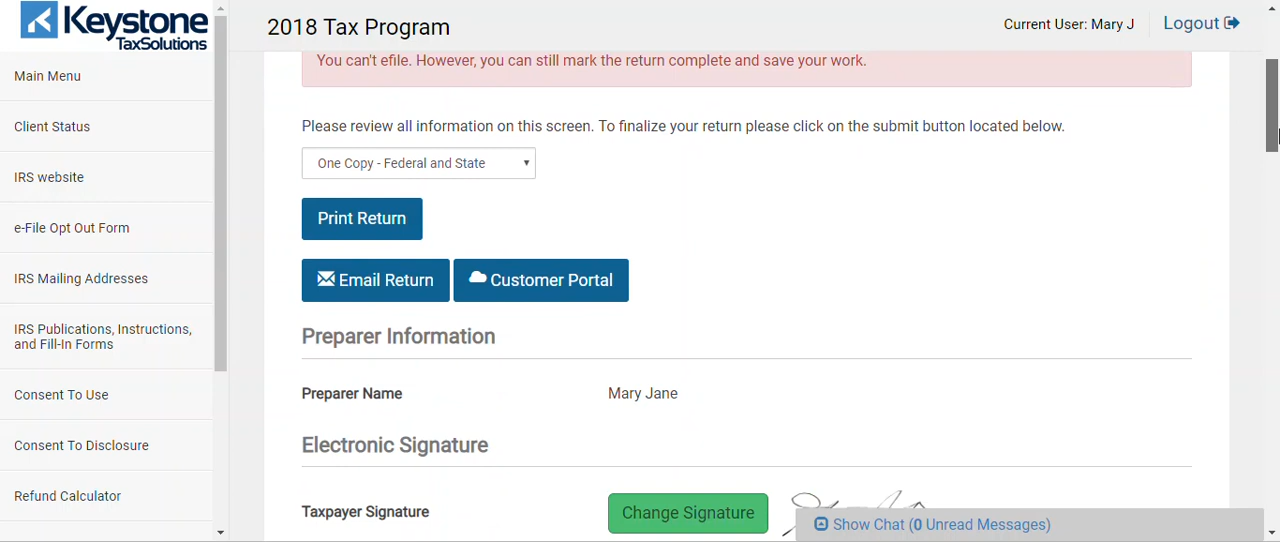 Keystone
TaxSolutions
2018 Tax Program
Current User: Mary J
Logout
Main Menu
Client Status
IRS website
e-File Opt Out Form
IRS Mailing Addresses
IRS Publications, Instructions,
and Fill-In Forms
Consent To Use
Consent To Disclosure
Refund Calculator
You can't efile. However, you can still mark the return complete and save your work.
Please review all information on this screen. To finalize your return please click on the submit button located below.
One Copy - Federal and State
Print Return
Email Return
Customer Portal
Preparer Information
Preparer Name
Mary Jane
Electronic Signature
Taxpayer Signature
Change Signature
Show Chat (0 Unread Messages)